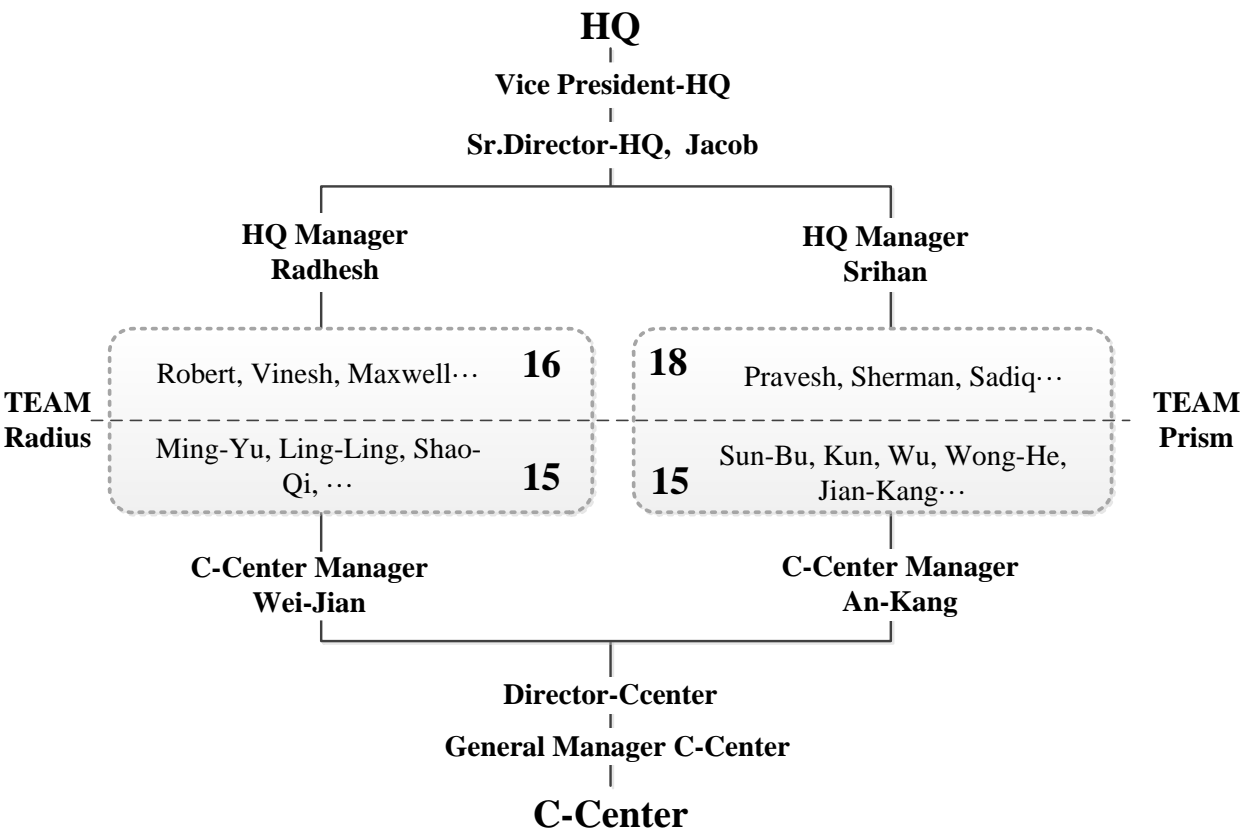 HQ
Vice President-HQ
Sr.Director-HQ, Jacob
HQ Manager
Radhesh
HQ Manager
Srihan
TEAM
Radius
Robert, Vinesh, Maxwell···
16
Ming-Yu, Ling-Ling, Shao-
Qi, ···
15
18
Pravesh, Sherman, Sadiq···
15
Sun-Bu, Kun, Wu, Wong-He,
Jian-Kang···
TEAM
Prism
C-Center Manager
Wei-Jian
C-Center Manager
An-Kang
Director-Ccenter
General Manager C-Center
C-Center